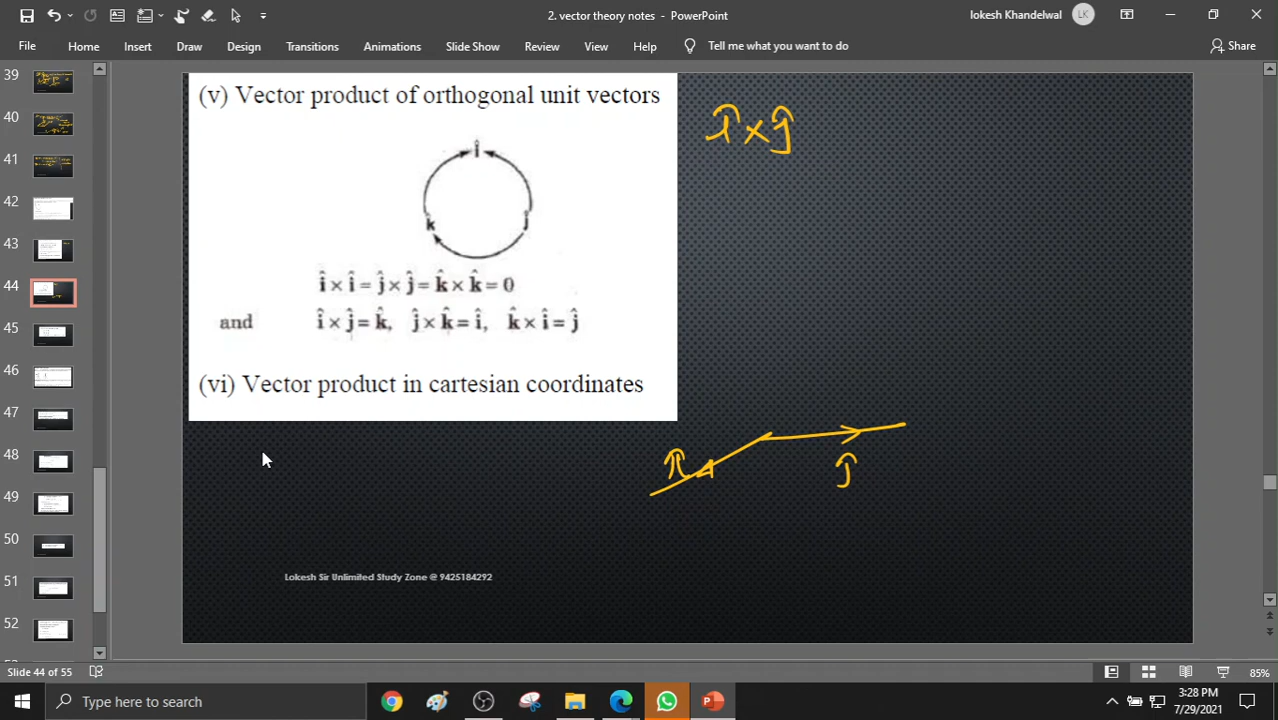 2. vector theory notes - PowerPoint
lokesh Khandelwal
LK
File Home Insert Draw Design Transitions Animations Slide Show Review View Help Tell me what you want to do
Share
39
40
41
42
43
44
45
46
47
48
49
50
51
52
(v) Vector product of orthogonal unit vectors
î × ĵ
î
k ĵ
î × î = ĵ × ĵ = k̂ × k̂ = 0
and î × ĵ = k̂, ĵ × k̂ = î, k̂ × î = ĵ
(vi) Vector product in cartesian coordinates
î
ĵ
Lokesh Sir Unlimited Study Zone @ 9425184292
Slide 44 of 55
85%
Type here to search
3:28 PM
7/29/2021